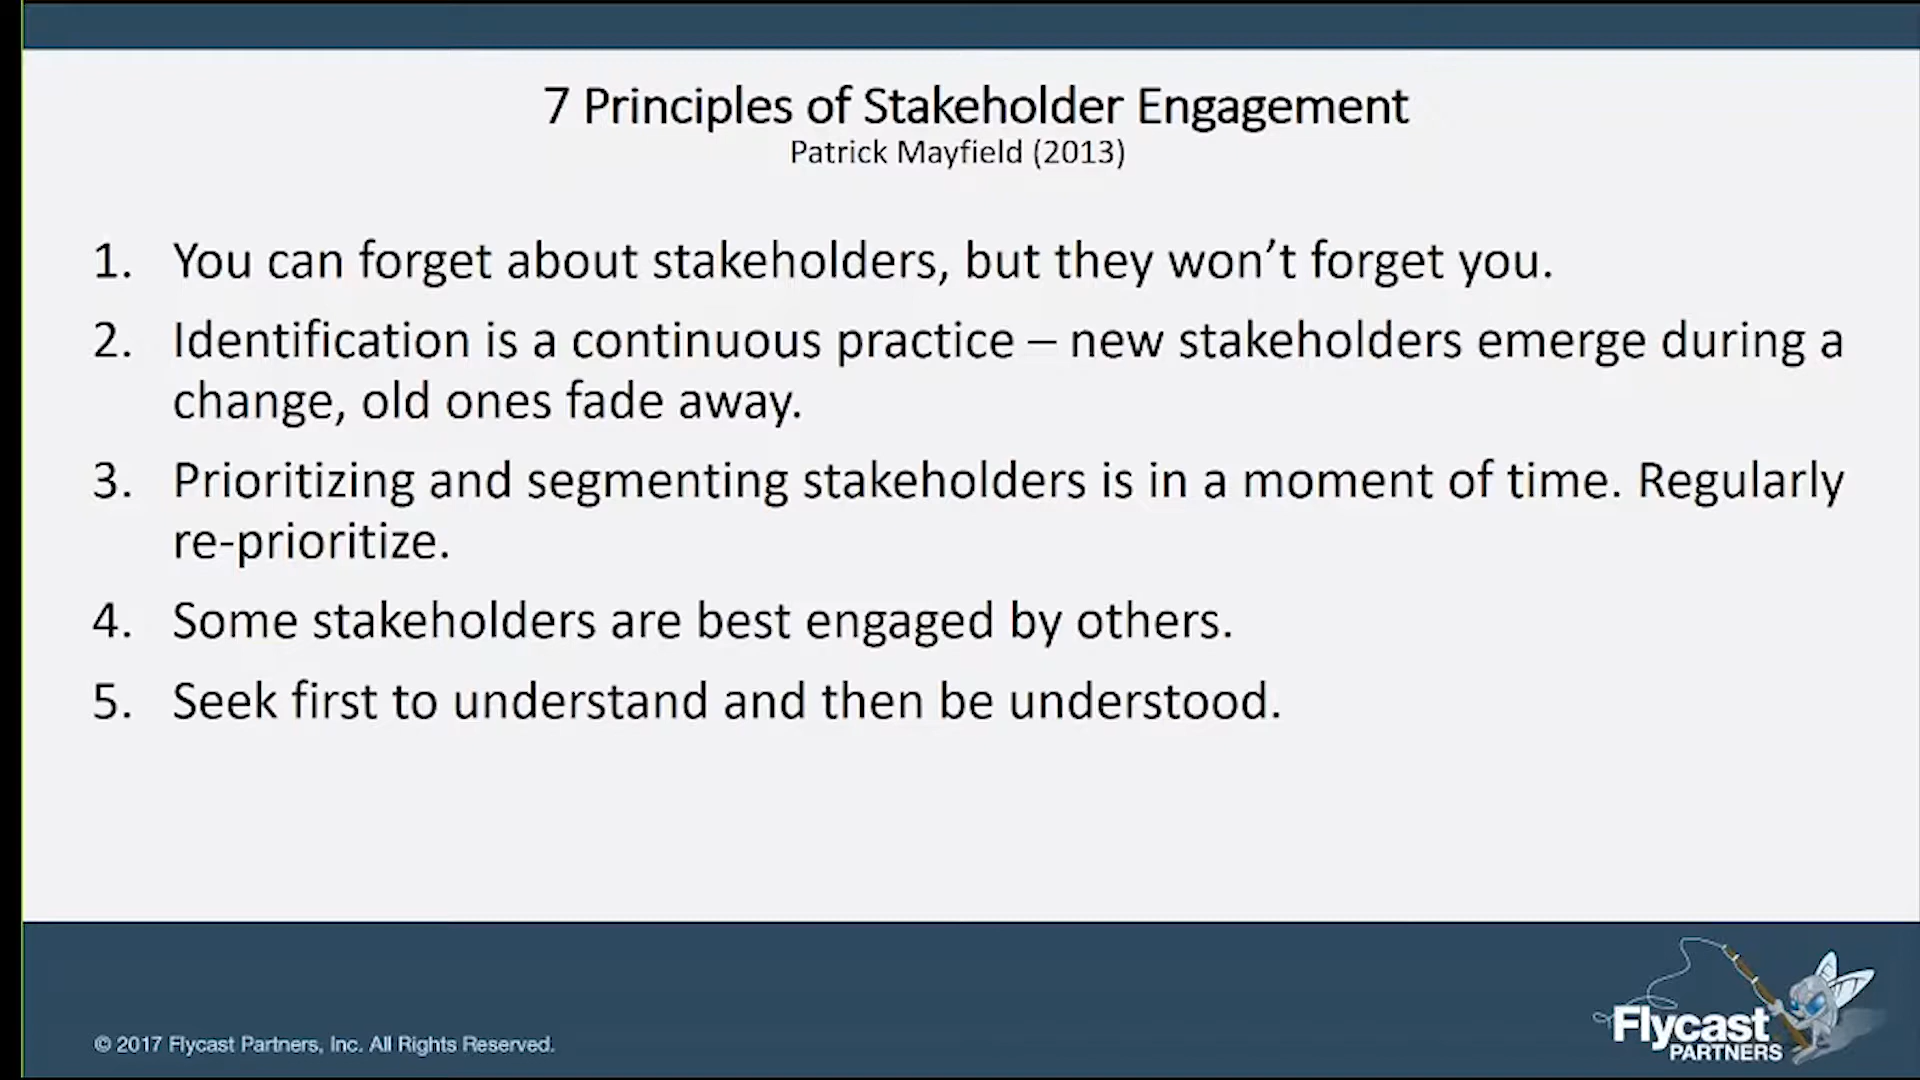 7 Principles of Stakeholder Engagement
Patrick Mayfield (2013)
1. You can forget about stakeholders, but they won’t forget you.
2. Identification is a continuous practice – new stakeholders emerge during a
change, old ones fade away.
3. Prioritizing and segmenting stakeholders is in a moment of time. Regularly
re-prioritize.
4. Some stakeholders are best engaged by others.
5. Seek first to understand and then be understood.
© 2017 Flycast Partners, Inc. All Rights Reserved.
Flycast
PARTNERS